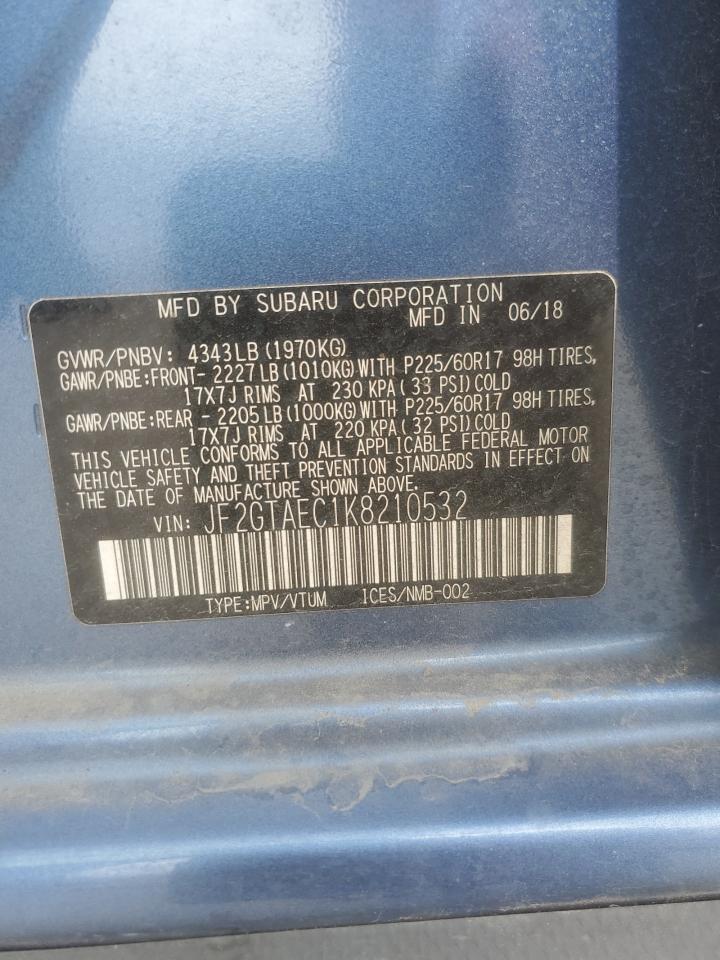 MFD BY SUBARU CORPORATION
MFD IN 06/18
GVWR/PNBV: 4343LB(1970KG)
GAWR/PNBE:FRONT- 2227LB(1010KG)WITH P225/60R17 98H TIRES,
17X7J RIMS AT 230 KPA(33 PSI)COLD
GAWR/PNBE:REAR - 2205LB(1000KG)WITH P225/60R17 98H TIRES,
17X7J RIMS AT 220 KPA(32 PSI)COLD
THIS VEHICLE CONFORMS TO ALL APPLICABLE FEDERAL MOTOR
VEHICLE SAFETY AND THEFT PREVENTION STANDARDS IN EFFECT ON
THE DATE OF MANUFACTURE SHOWN ABOVE.
VIN: JF2GTAEC1K8210532
TYPE:MPV/VTUM ICES/NMB-002